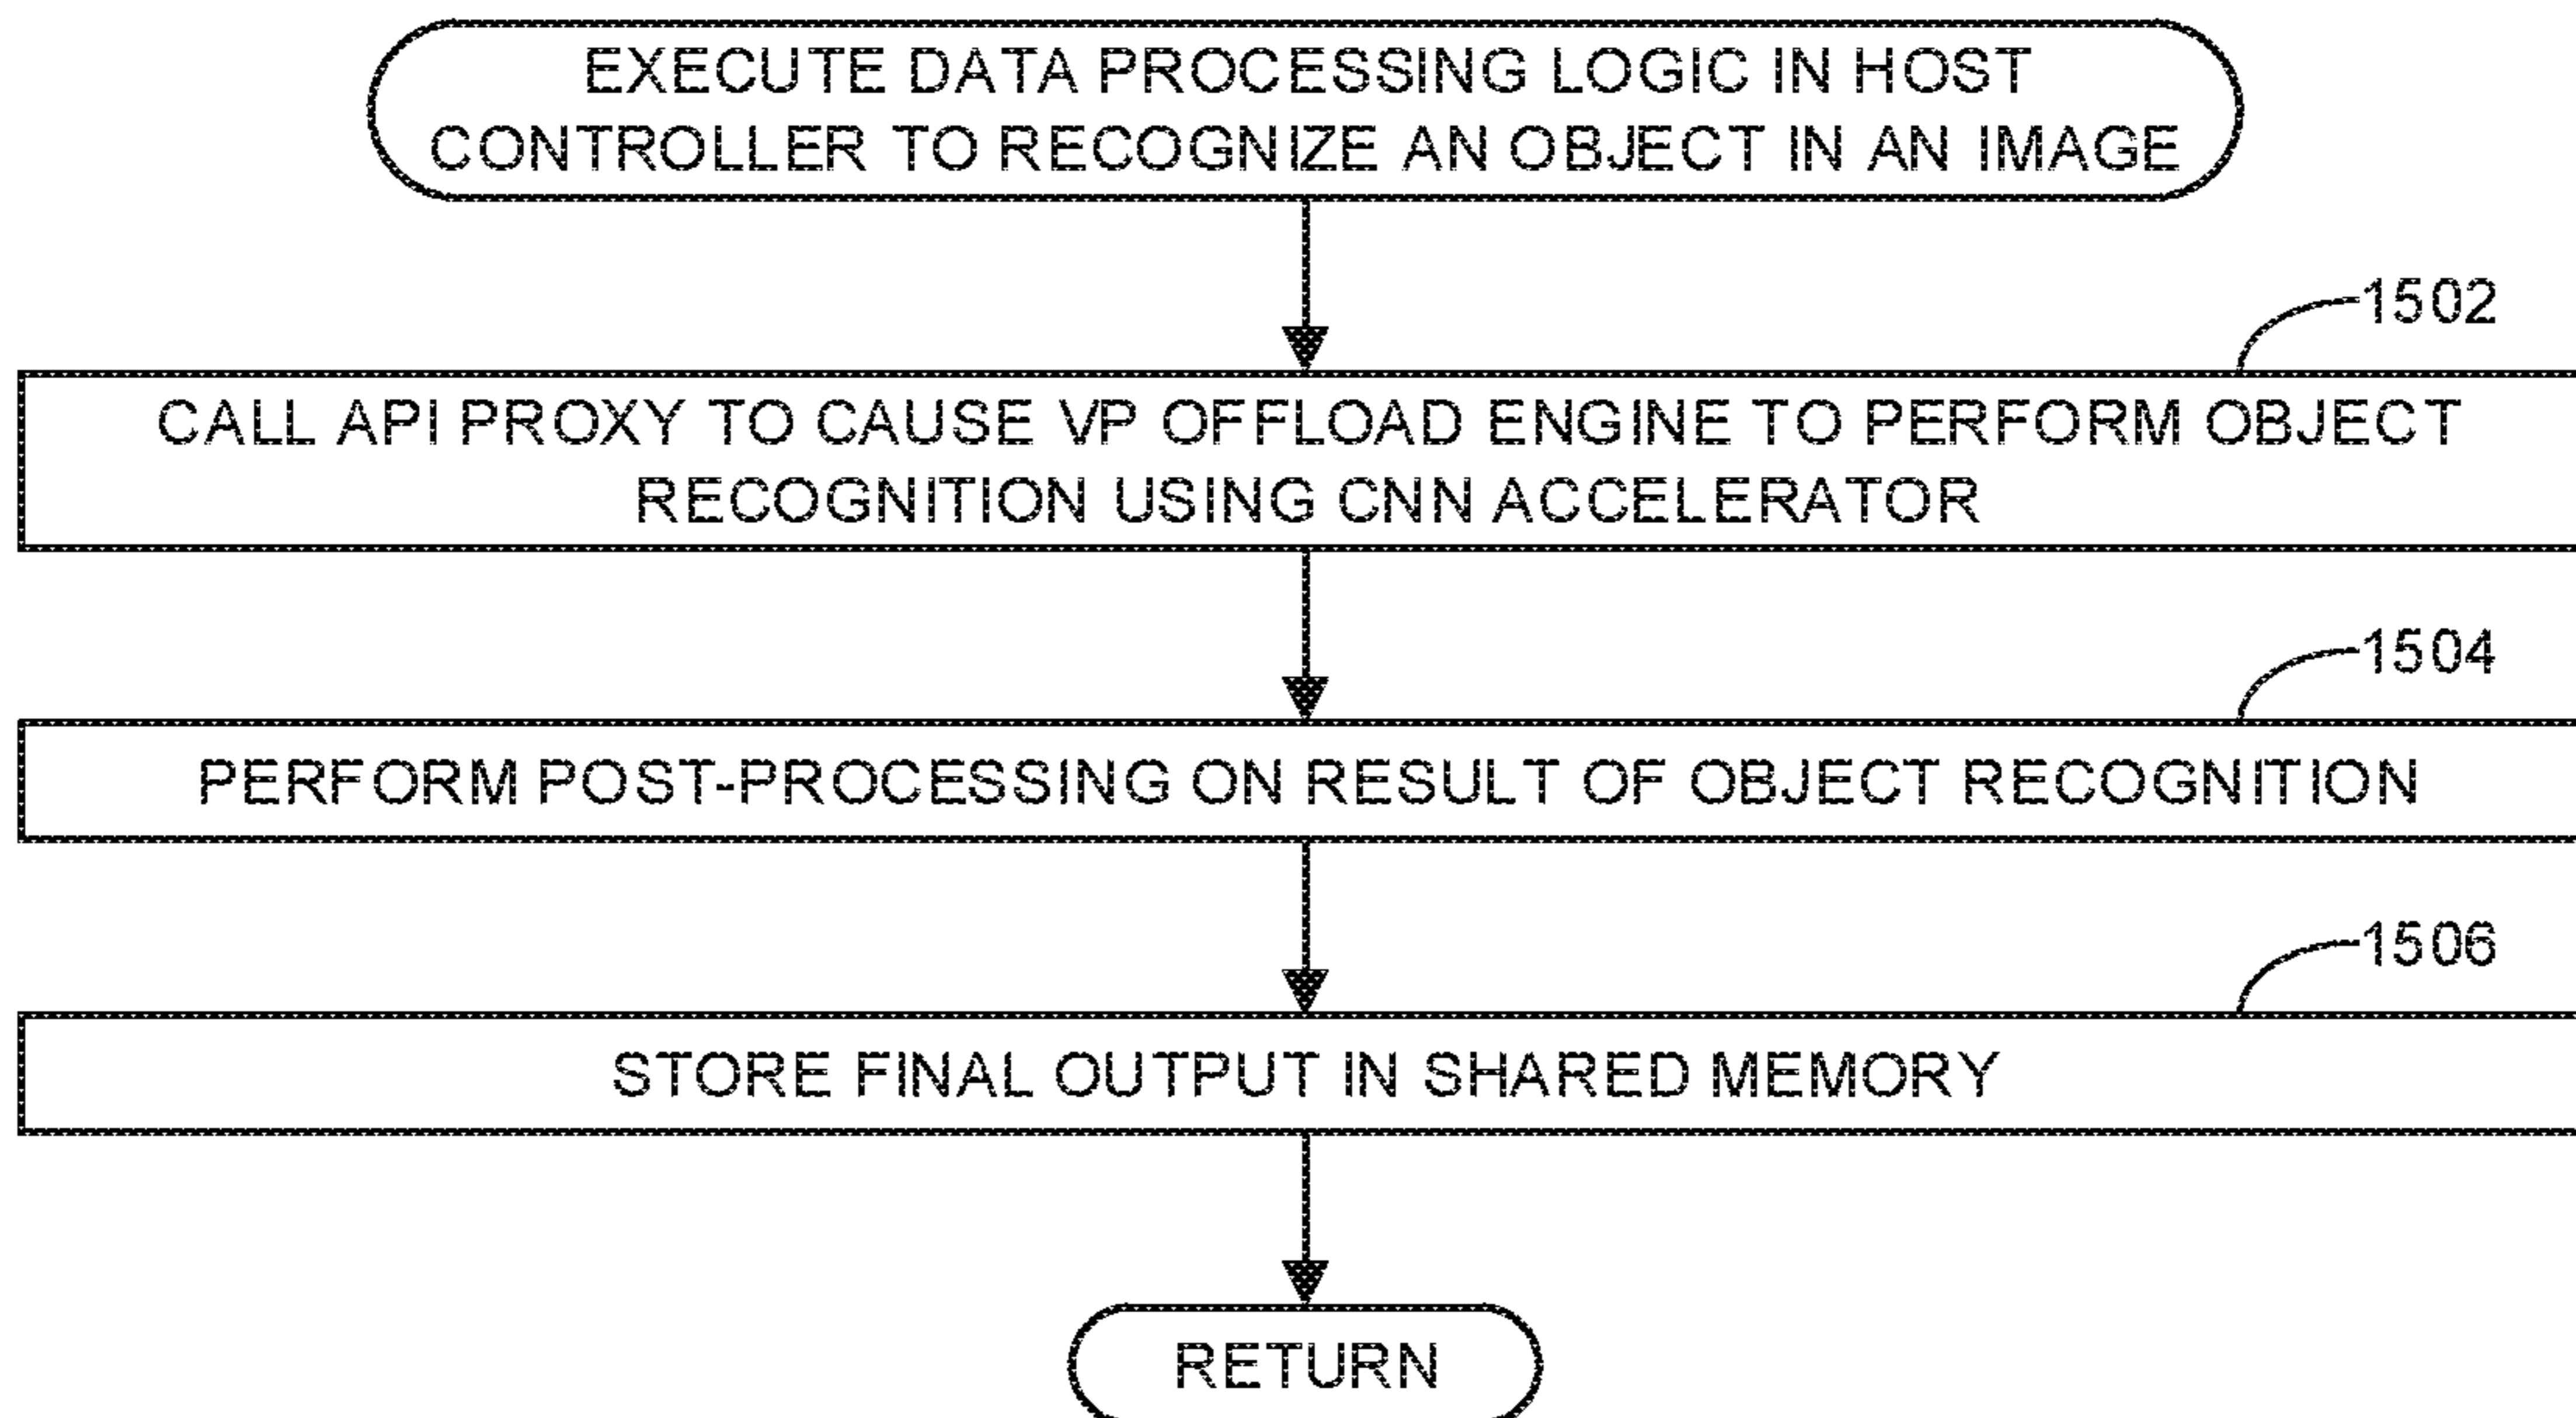 EXECUTE DATA PROCESSING LOGIC IN HOST
CONTROLLER TO RECOGNIZE AN OBJECT IN AN IMAGE
1502
CALL API PROXY TO CAUSE VP OFFLOAD ENGINE TO PERFORM OBJECT
RECOGNITION USING CNN ACCELERATOR
1504
PERFORM POST-PROCESSING ON RESULT OF OBJECT RECOGNITION
1506
STORE FINAL OUTPUT IN SHARED MEMORY
RETURN